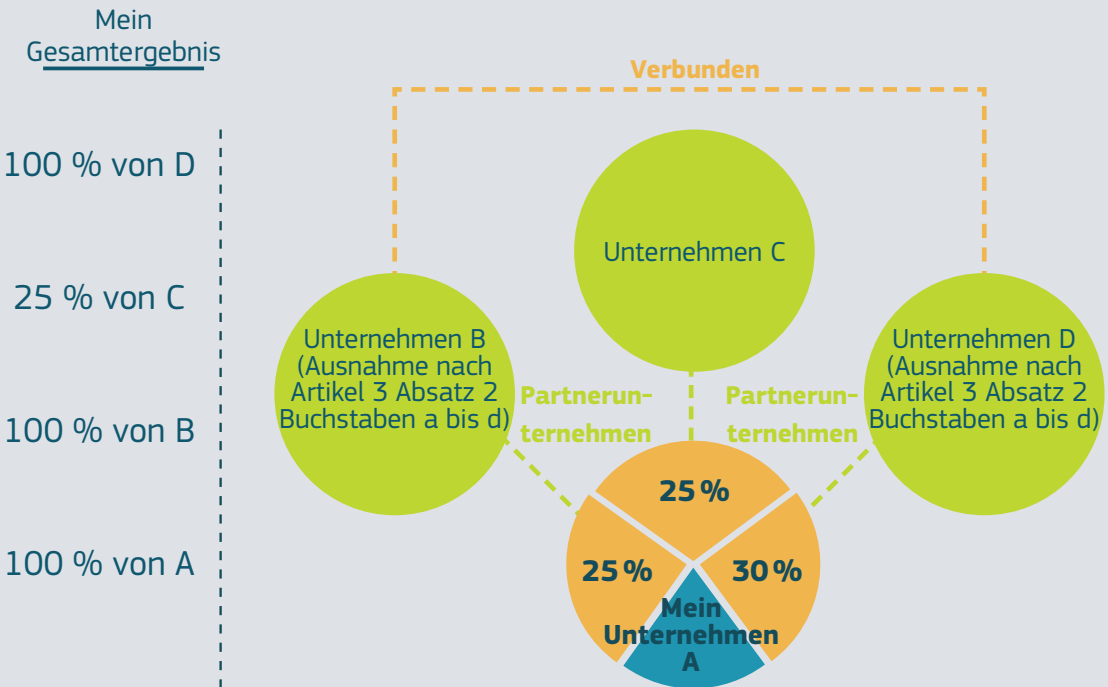 Mein
Gesamtergebnis
100 % von D
25 % von C
100 % von B
100 % von A
Verbunden
Unternehmen C
Unternehmen B
(Ausnahme nach
Artikel 3 Absatz 2
Buchstaben a bis d)
Unternehmen D
(Ausnahme nach
Artikel 3 Absatz 2
Buchstaben a bis d)
Partnerun-
ternehmen
Partnerun-
ternehmen
25 %
25 %
30 %
Mein
Unternehmen
A